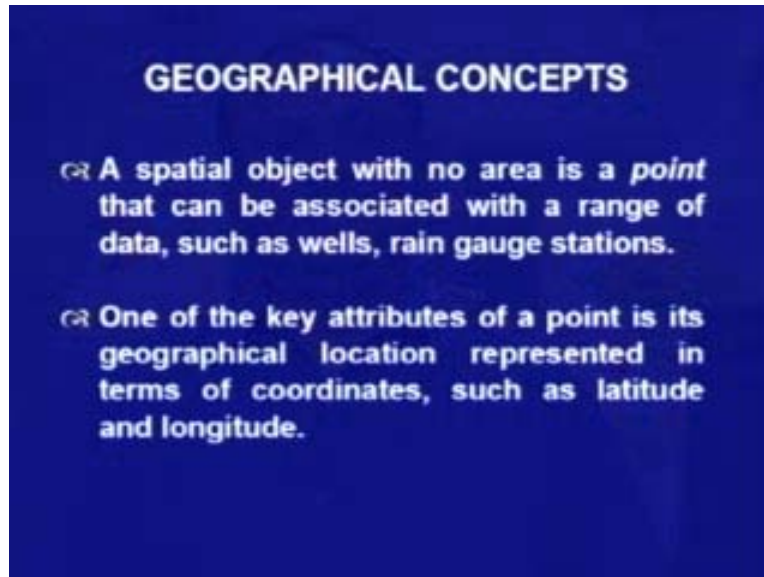 GEOGRAPHICAL CONCEPTS
A spatial object with no area is a point
that can be associated with a range of
data, such as wells, rain gauge stations.
One of the key attributes of a point is its
geographical location represented in
terms of coordinates, such as latitude
and longitude.